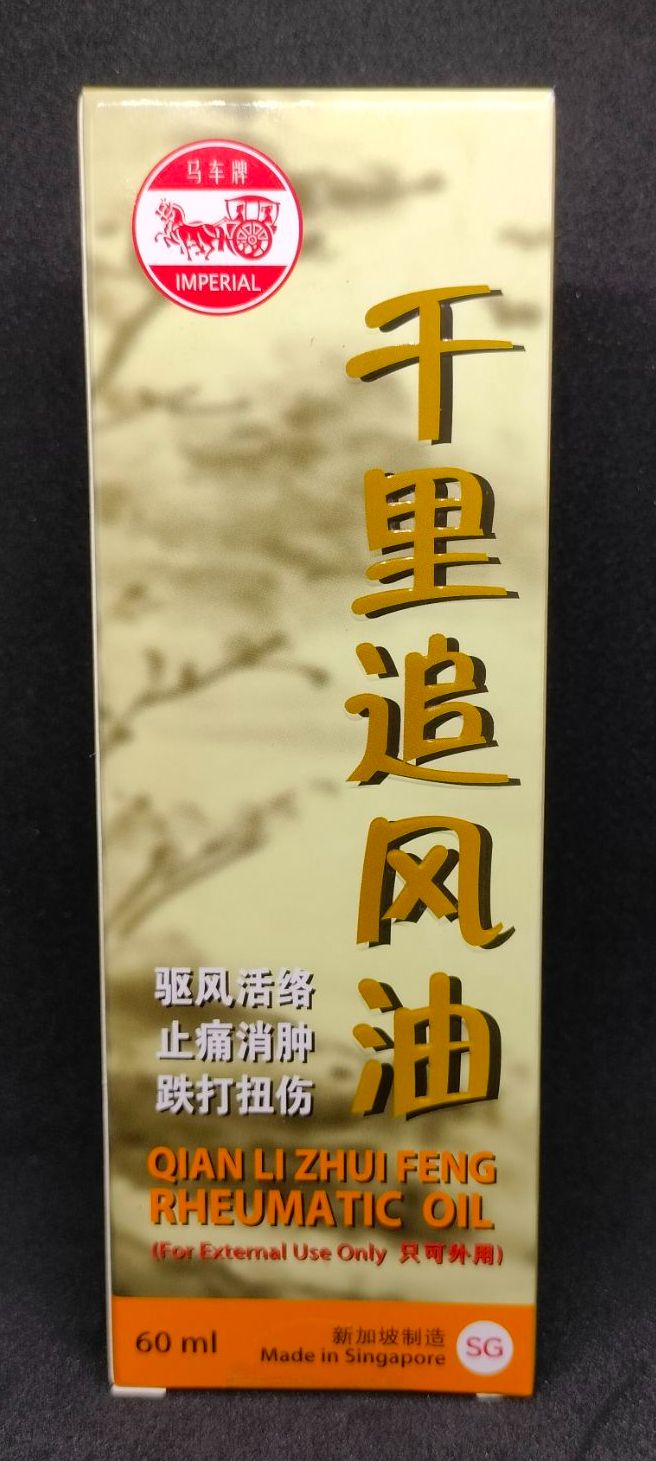 马车牌
IMPERIAL
千里追风油
驱风活络
止痛消肿
跌打扭伤
QIAN LI ZHUI FENG
RHEUMATIC OIL
(For External Use Only 只可外用)
60 ml
新加坡制造
Made in Singapore
SG